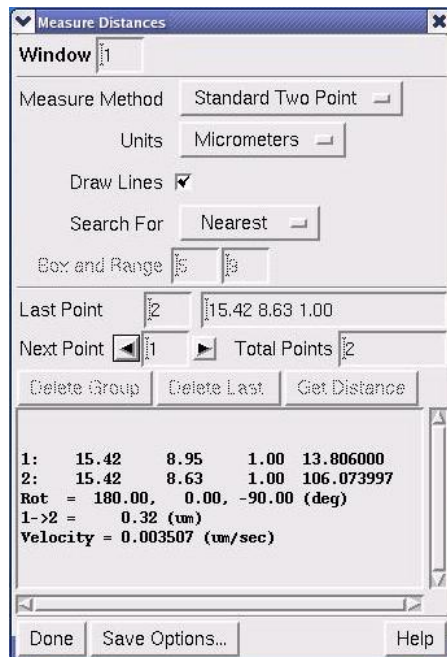 Measure Distances
Window 1
Measure Method Standard Two Point
Units Micrometers
Draw Lines
Search For Nearest
Box and Range 5 3
Last Point 2 15.42 8.63 1.00
Next Point 1 Total Points 2
Delete Group Delete Last Get Distance
1: 15.42 8.95 1.00 13.806000
2: 15.42 8.63 1.00 106.073997
Rot = 180.00, 0.00, -90.00 (deg)
1->2 = 0.32 (um)
Velocity = 0.003507 (um/sec)
Done Save Options... Help